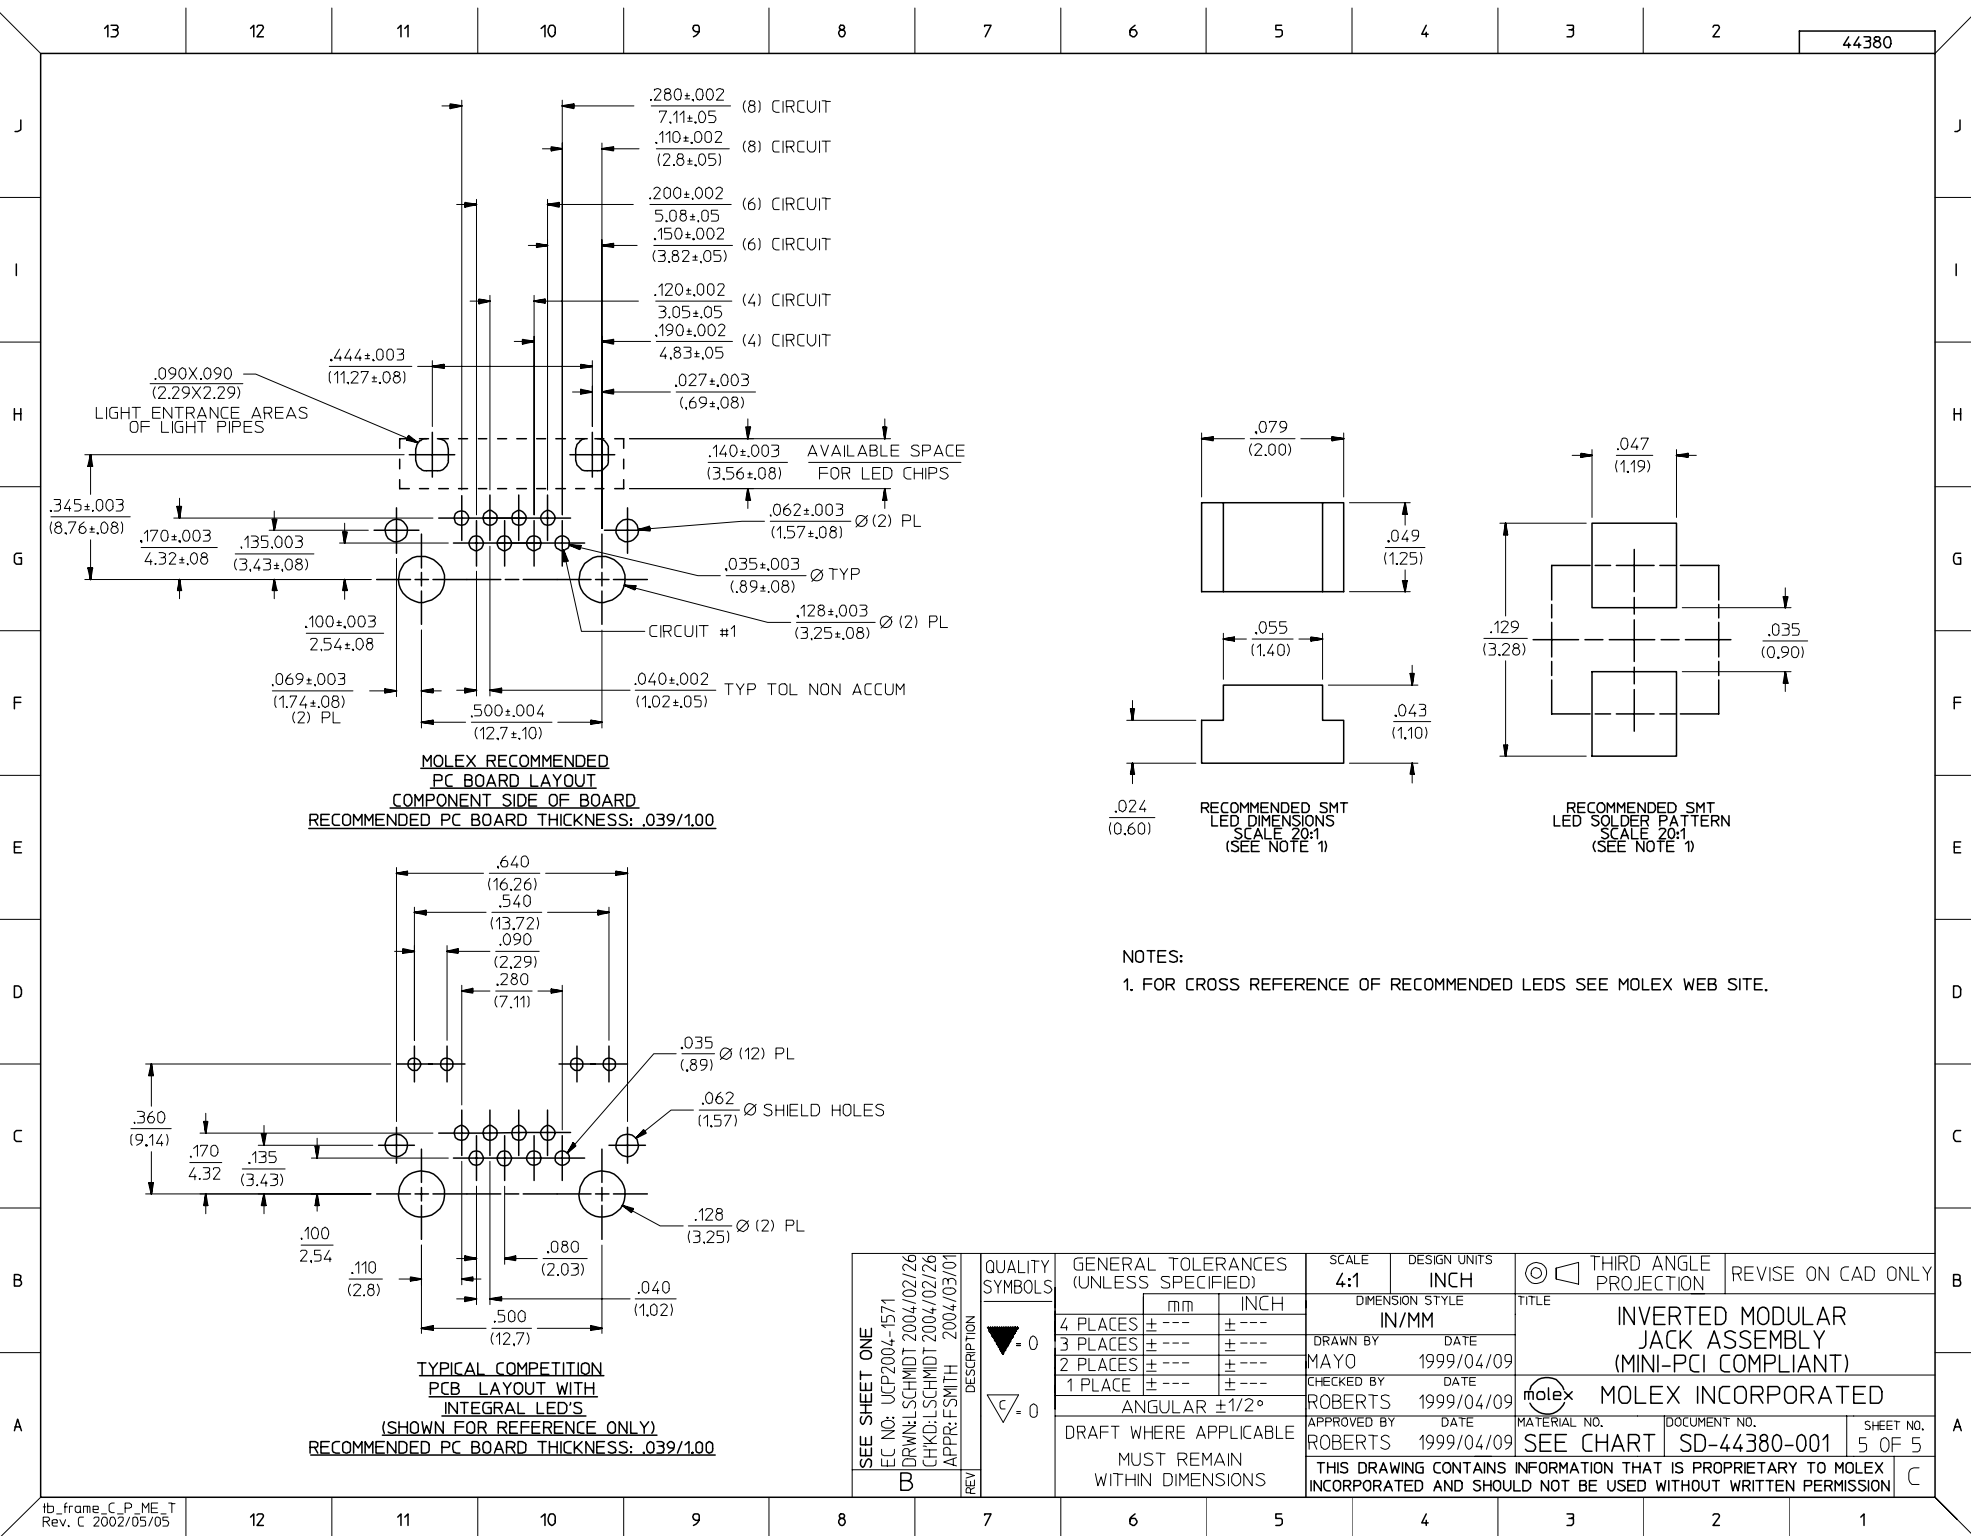 13 12 11 10 9 8 7 6 5 4 3 2
44380
J J
I I
H H
G G
F F
E E
D D
C C
B B
A A
.280±.002
7.11±.05
(8) CIRCUIT
.110±.002
(2.8±.05)
(8) CIRCUIT
.200±.002
5.08±.05
(6) CIRCUIT
.150±.002
(3.82±.05)
(6) CIRCUIT
.120±.002
3.05±.05
(4) CIRCUIT
.190±.002
4.83±.05
(4) CIRCUIT
.444±.003
(11.27±.08)
.027±.003
(.69±.08)
.090X.090
(2.29X2.29)
LIGHT ENTRANCE AREAS
OF LIGHT PIPES
.140±.003
(3.56±.08)
AVAILABLE SPACE
FOR LED CHIPS
.345±.003
(8.76±.08)
.170±.003
4.32±.08
.135.003
(3.43±.08)
.062±.003
(1.57±.08)
Ø (2) PL
.035±.003
(.89±.08)
Ø TYP
.128±.003
(3.25±.08)
Ø (2) PL
CIRCUIT #1
.100±.003
2.54±.08
.069±.003
(1.74±.08)
(2) PL
.040±.002
(1.02±.05)
TYP TOL NON ACCUM
.500±.004
(12.7±.10)
MOLEX RECOMMENDED
PC BOARD LAYOUT
COMPONENT SIDE OF BOARD
RECOMMENDED PC BOARD THICKNESS: .039/1.00
.079
(2.00)
.049
(1.25)
.055
(1.40)
.043
(1.10)
.024
(0.60)
RECOMMENDED SMT
LED DIMENSIONS
SCALE 20:1
(SEE NOTE 1)
.047
(1.19)
.129
(3.28)
.035
(0.90)
RECOMMENDED SMT
LED SOLDER PATTERN
SCALE 20:1
(SEE NOTE 1)
NOTES:
1. FOR CROSS REFERENCE OF RECOMMENDED LEDS SEE MOLEX WEB SITE.
.640
(16.26)
.540
(13.72)
.090
(2.29)
.280
(7.11)
.035
(.89)
Ø (12) PL
.062
(1.57)
Ø SHIELD HOLES
.360
(9.14)
.170
4.32
.135
(3.43)
.128
(3.25)
Ø (2) PL
.100
2.54
.110
(2.8)
.080
(2.03)
.040
(1.02)
.500
(12.7)
TYPICAL COMPETITION
PCB LAYOUT WITH
INTEGRAL LED'S
(SHOWN FOR REFERENCE ONLY)
RECOMMENDED PC BOARD THICKNESS: .039/1.00
SEE SHEET ONE
EC NO: UCP2004-1571
DRWN:LSCHMIDT 2004/02/26
CH'KD:LSCHMIDT 2004/02/26
APPR:FSMITH 2004/03/01
B
DESCRIPTION
REV
QUALITY
SYMBOLS
= 0
C = 0
GENERAL TOLERANCES
(UNLESS SPECIFIED)
mm INCH
4 PLACES ± --- ± ---
3 PLACES ± --- ± ---
2 PLACES ± --- ± ---
1 PLACE ± --- ± ---
ANGULAR ±1/2°
DRAFT WHERE APPLICABLE
MUST REMAIN
WITHIN DIMENSIONS
SCALE
4:1
DESIGN UNITS
INCH
DIMENSION STYLE
IN/MM
DRAWN BY DATE
MAYO 1999/04/09
CHECKED BY DATE
ROBERTS 1999/04/09
APPROVED BY DATE
ROBERTS 1999/04/09
THIRD ANGLE
PROJECTION
REVISE ON CAD ONLY
TITLE
INVERTED MODULAR
JACK ASSEMBLY
(MINI-PCI COMPLIANT)
molex MOLEX INCORPORATED
MATERIAL NO.
SEE CHART
DOCUMENT NO.
SD-44380-001
SHEET NO.
5 OF 5
THIS DRAWING CONTAINS INFORMATION THAT IS PROPRIETARY TO MOLEX
INCORPORATED AND SHOULD NOT BE USED WITHOUT WRITTEN PERMISSION
C
tb_frame_C_P_ME_T
Rev. C 2002/05/05
12 11 10 9 8 7 6 5 4 3 2 1